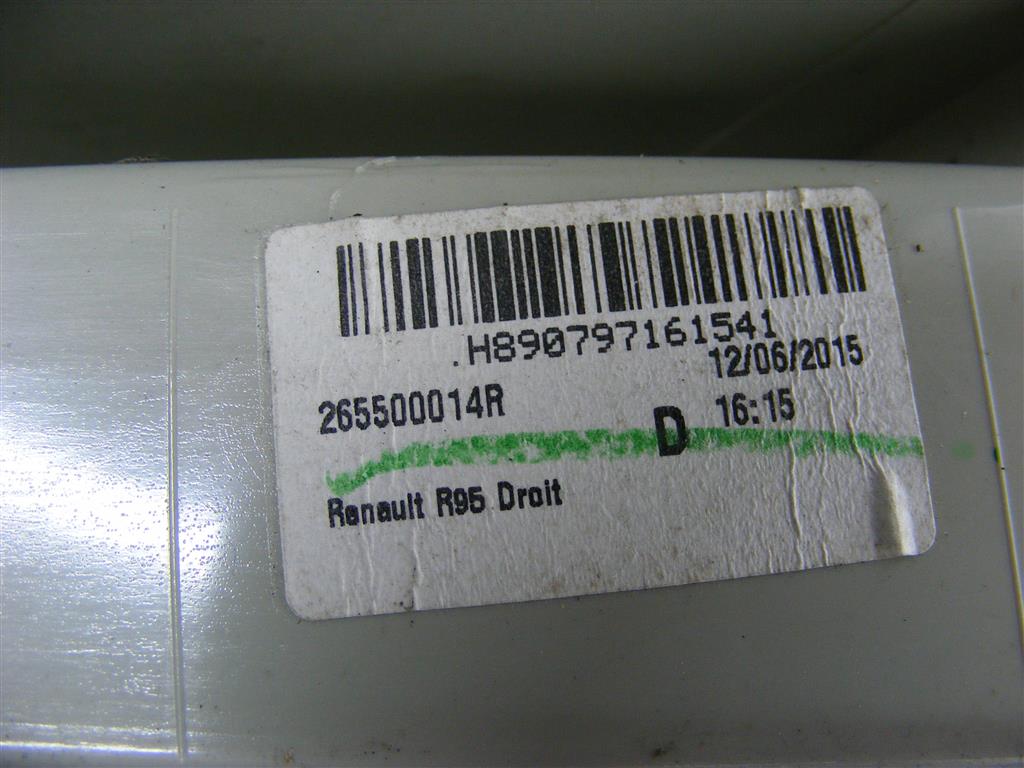 .H890797161541
12/06/2015
265500014R
D 16:15
Renault R95 Droit